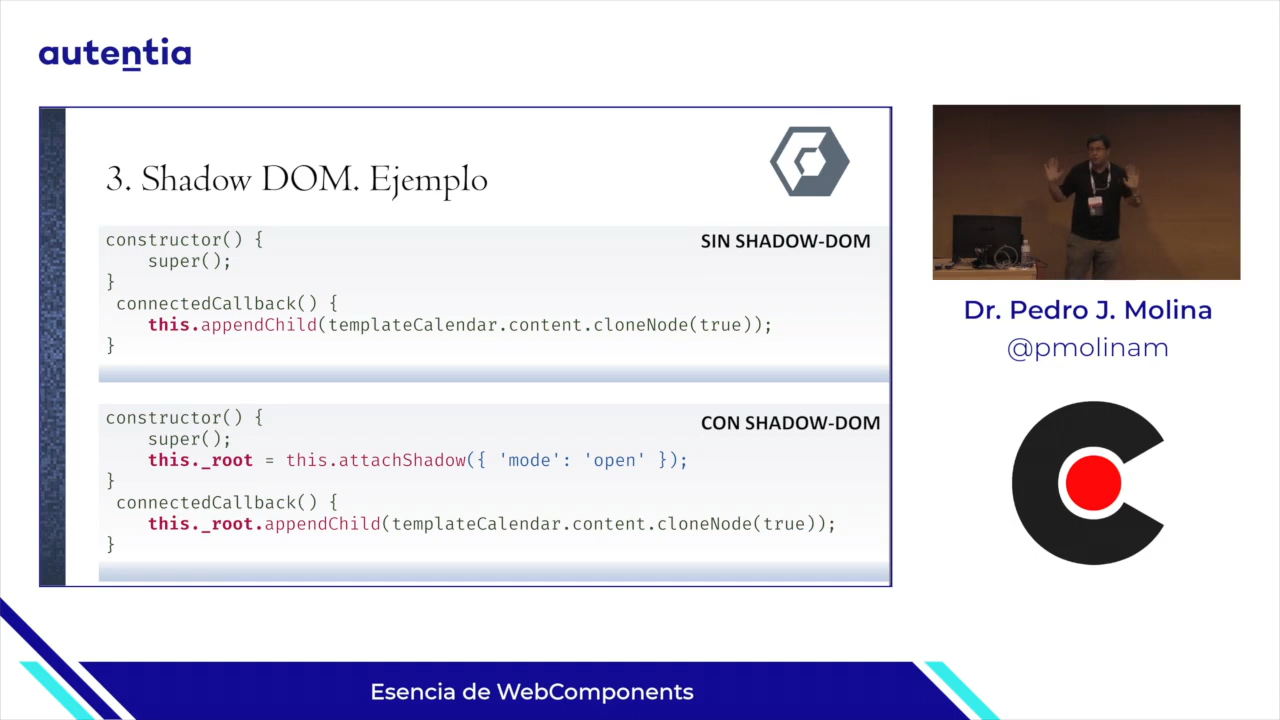 autentia
3. Shadow DOM. Ejemplo
constructor() {
SIN SHADOW-DOM
super();
}
connectedCallback() {
this.appendChild(templateCalendar.content.cloneNode(true));
}
constructor() {
CON SHADOW-DOM
super();
this._root = this.attachShadow({ 'mode': 'open' });
}
connectedCallback() {
this._root.appendChild(templateCalendar.content.cloneNode(true));
}
Dr. Pedro J. Molina
@pmolinam
Esencia de WebComponents